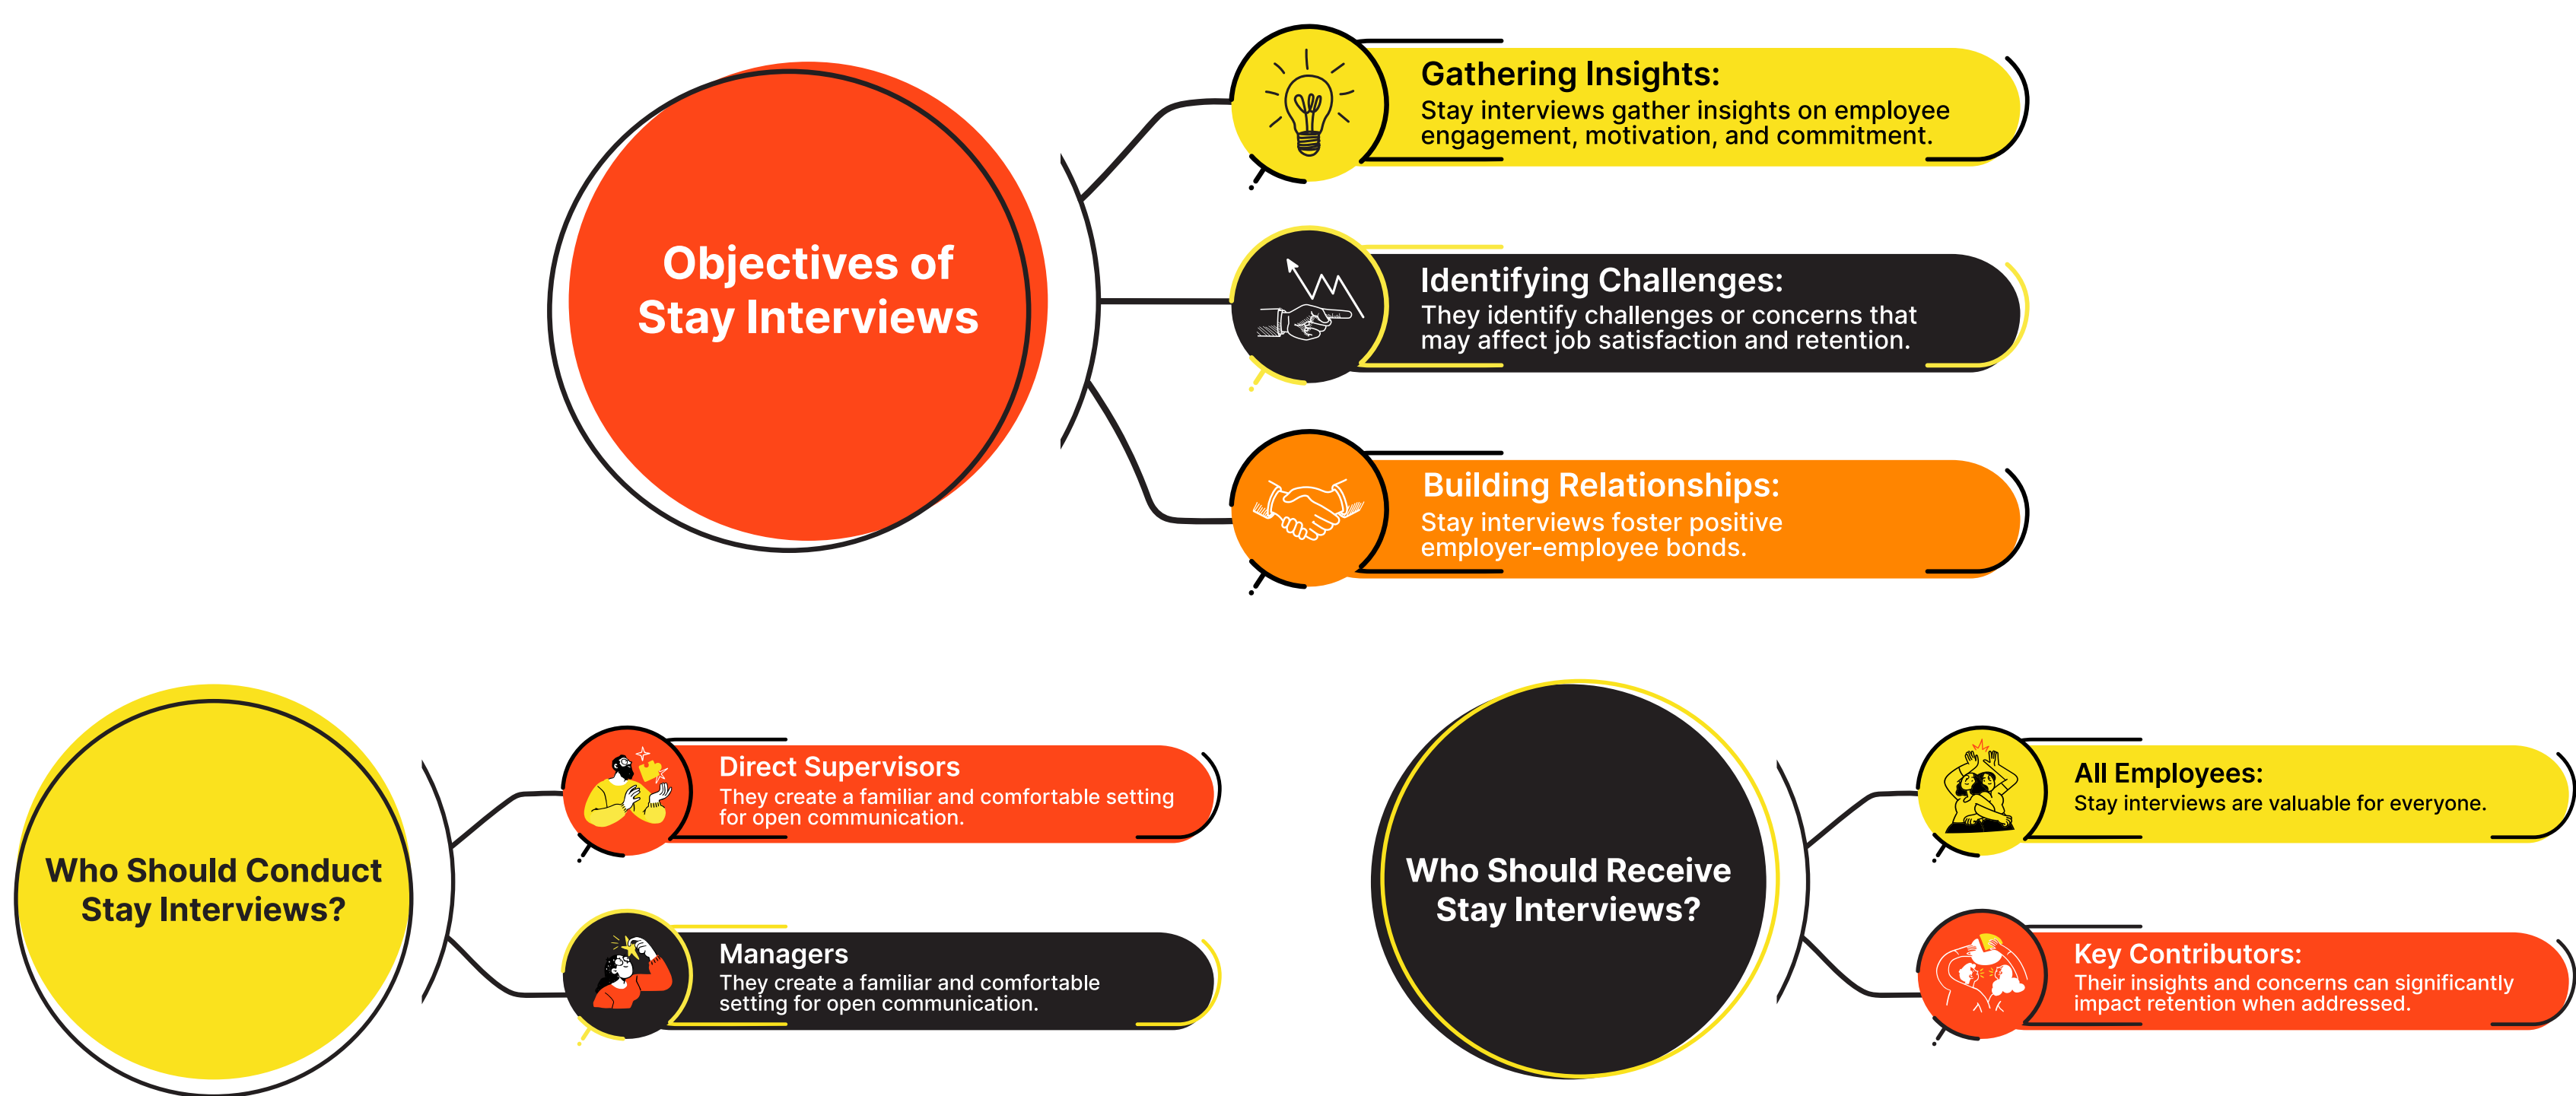 Objectives of
Stay Interviews
Gathering Insights:
Stay interviews gather insights on employee
engagement, motivation, and commitment.
Identifying Challenges:
They identify challenges or concerns that
may affect job satisfaction and retention.
Building Relationships:
Stay interviews foster positive
employer-employee bonds.
Who Should Conduct
Stay Interviews?
Direct Supervisors
They create a familiar and comfortable setting
for open communication.
Managers
They create a familiar and comfortable
setting for open communication.
Who Should Receive
Stay Interviews?
All Employees:
Stay interviews are valuable for everyone.
Key Contributors:
Their insights and concerns can significantly
impact retention when addressed.